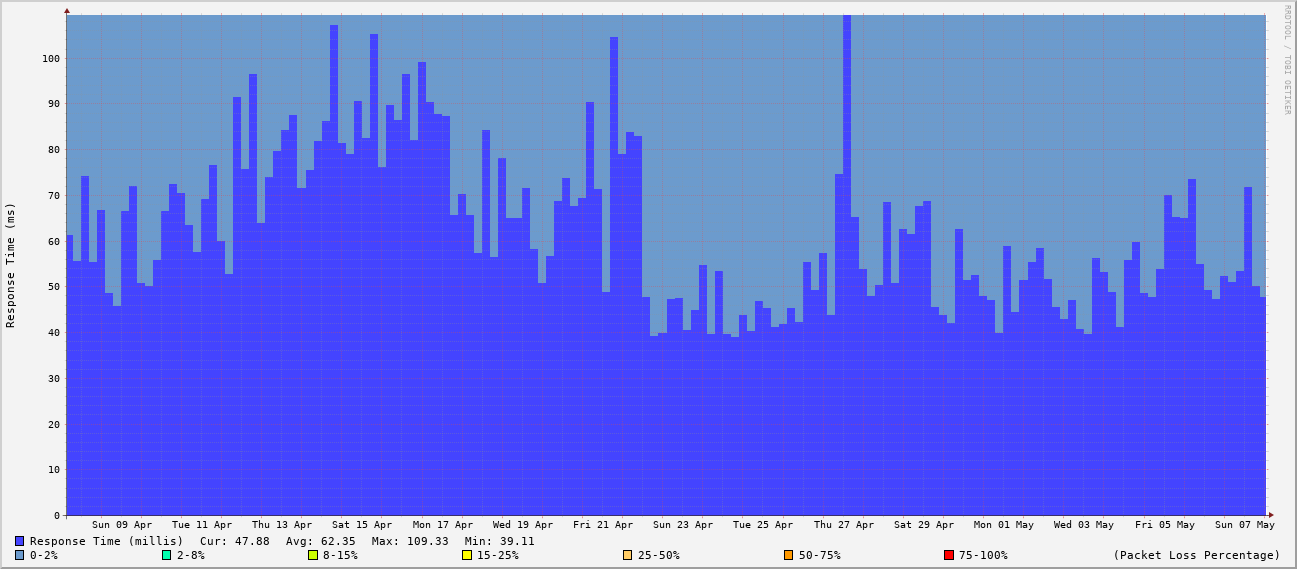 RRDTOOL / TOBI OETIKER
Response Time (ms)
100
90
80
70
60
50
40
30
20
10
0
Sun 09 Apr Tue 11 Apr Thu 13 Apr Sat 15 Apr Mon 17 Apr Wed 19 Apr Fri 21 Apr Sun 23 Apr Tue 25 Apr Thu 27 Apr Sat 29 Apr Mon 01 May Wed 03 May Fri 05 May Sun 07 May
Response Time (millis) Cur: 47.88 Avg: 62.35 Max: 109.33 Min: 39.11
0-2% 2-8% 8-15% 15-25% 25-50% 50-75% 75-100% (Packet Loss Percentage)